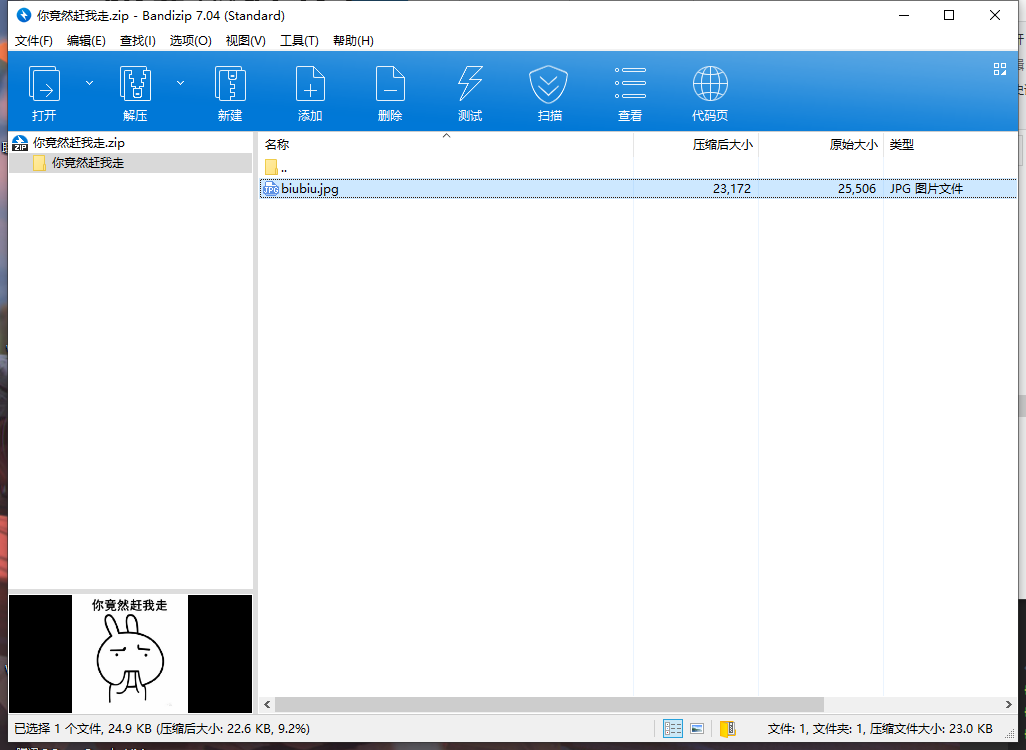 你竟然赶我走.zip - Bandizip 7.04 (Standard)
文件(F) 编辑(E) 查找(I) 选项(O) 视图(V) 工具(T) 帮助(H)
打开 解压 新建 添加 删除 测试 扫描 查看 代码页
你竟然赶我走.zip
你竟然赶我走
名称 压缩后大小 原始大小 类型
..
biubiu.jpg 23,172 25,506 JPG 图片文件
你竟然赶我走
已选择 1 个文件, 24.9 KB (压缩后大小: 22.6 KB, 9.2%)
文件: 1, 文件夹: 1, 压缩文件大小: 23.0 KB